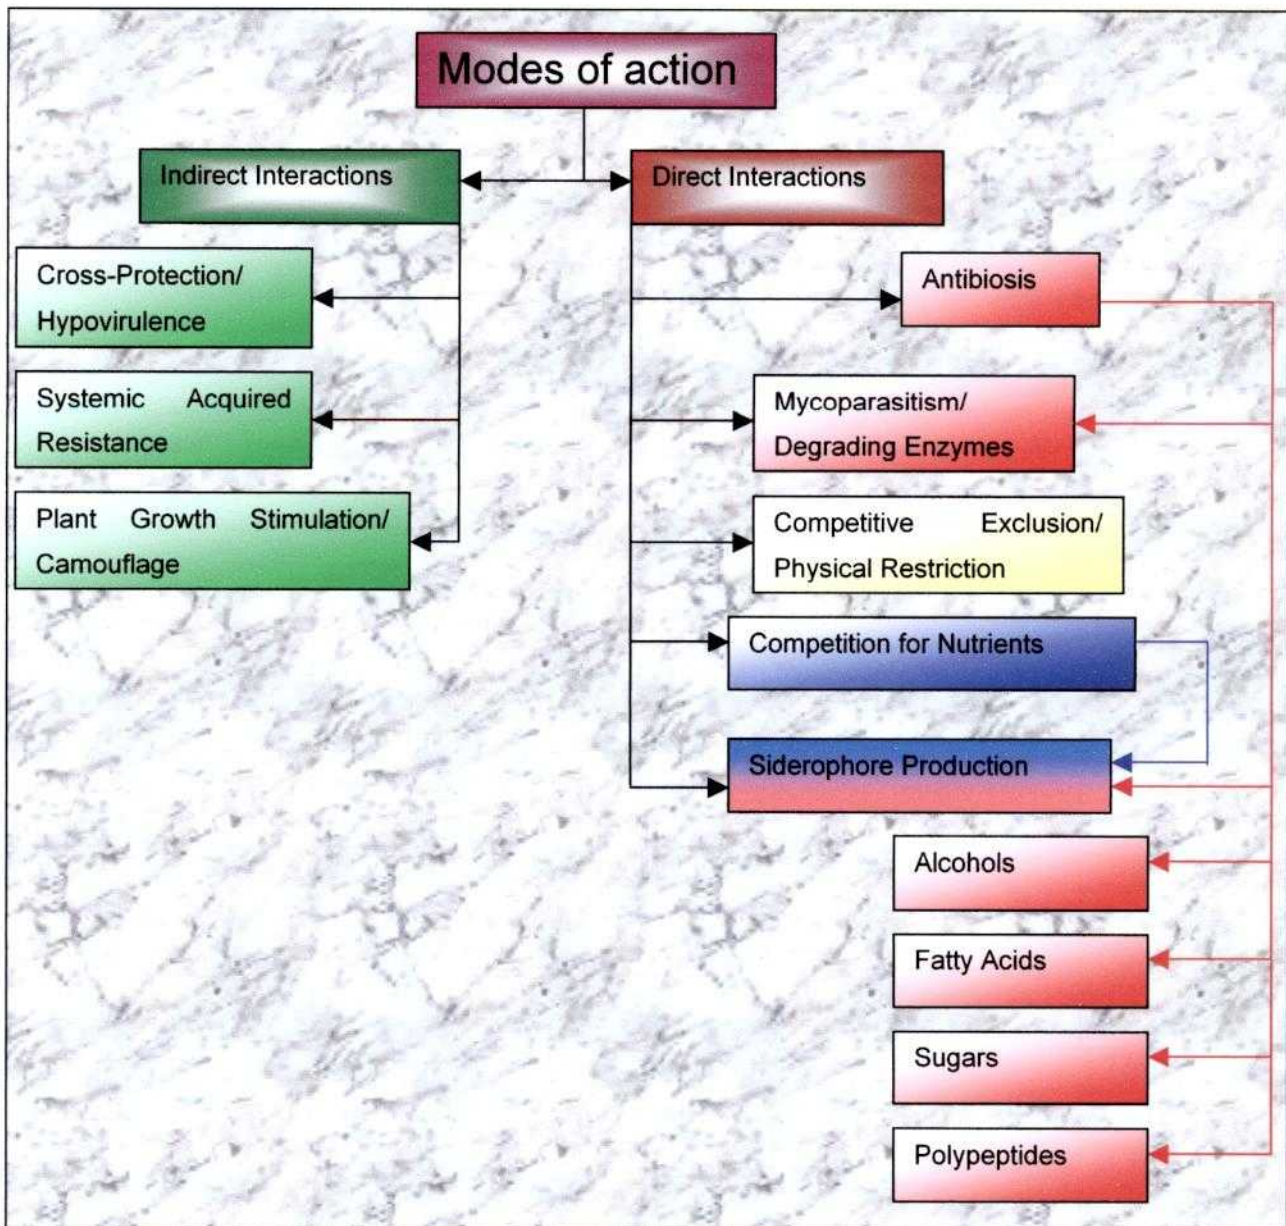 Modes of action
Indirect Interactions
Direct Interactions
Cross-Protection/
Hypovirulence
Systemic Acquired
Resistance
Plant Growth Stimulation/
Camouflage
Antibiosis
Mycoparasitism/
Degrading Enzymes
Competitive Exclusion/
Physical Restriction
Competition for Nutrients
Siderophore Production
Alcohols
Fatty Acids
Sugars
Polypeptides